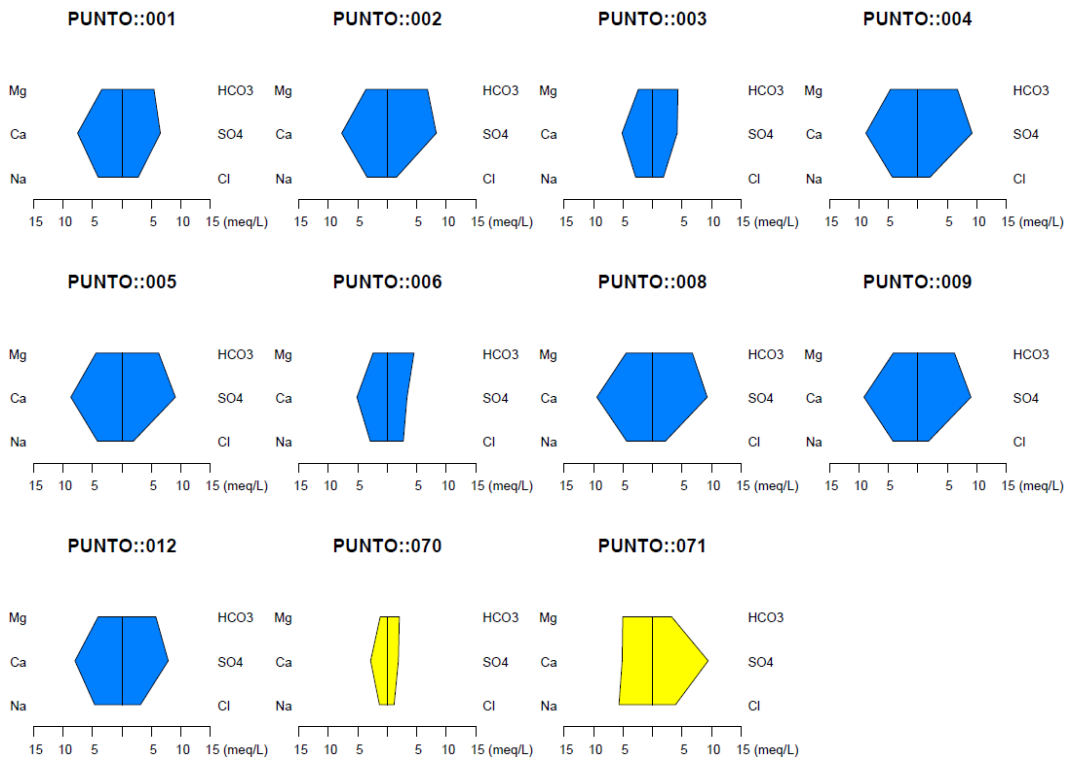 PUNTO::001 PUNTO::002 PUNTO::003 PUNTO::004
Mg HCO3 Mg HCO3 Mg HCO3 Mg HCO3
Ca SO4 Ca SO4 Ca SO4 Ca SO4
Na Cl Na Cl Na Cl Na Cl
15 10 5 5 10 15 (meq/L) 15 10 5 5 10 15 (meq/L) 15 10 5 5 10 15 (meq/L) 15 10 5 5 10 15 (meq/L)
PUNTO::005 PUNTO::006 PUNTO::008 PUNTO::009
Mg HCO3 Mg HCO3 Mg HCO3 Mg HCO3
Ca SO4 Ca SO4 Ca SO4 Ca SO4
Na Cl Na Cl Na Cl Na Cl
15 10 5 5 10 15 (meq/L) 15 10 5 5 10 15 (meq/L) 15 10 5 5 10 15 (meq/L) 15 10 5 5 10 15 (meq/L)
PUNTO::012 PUNTO::070 PUNTO::071
Mg HCO3 Mg HCO3 Mg HCO3
Ca SO4 Ca SO4 Ca SO4
Na Cl Na Cl Na Cl
15 10 5 5 10 15 (meq/L) 15 10 5 5 10 15 (meq/L) 15 10 5 5 10 15 (meq/L)